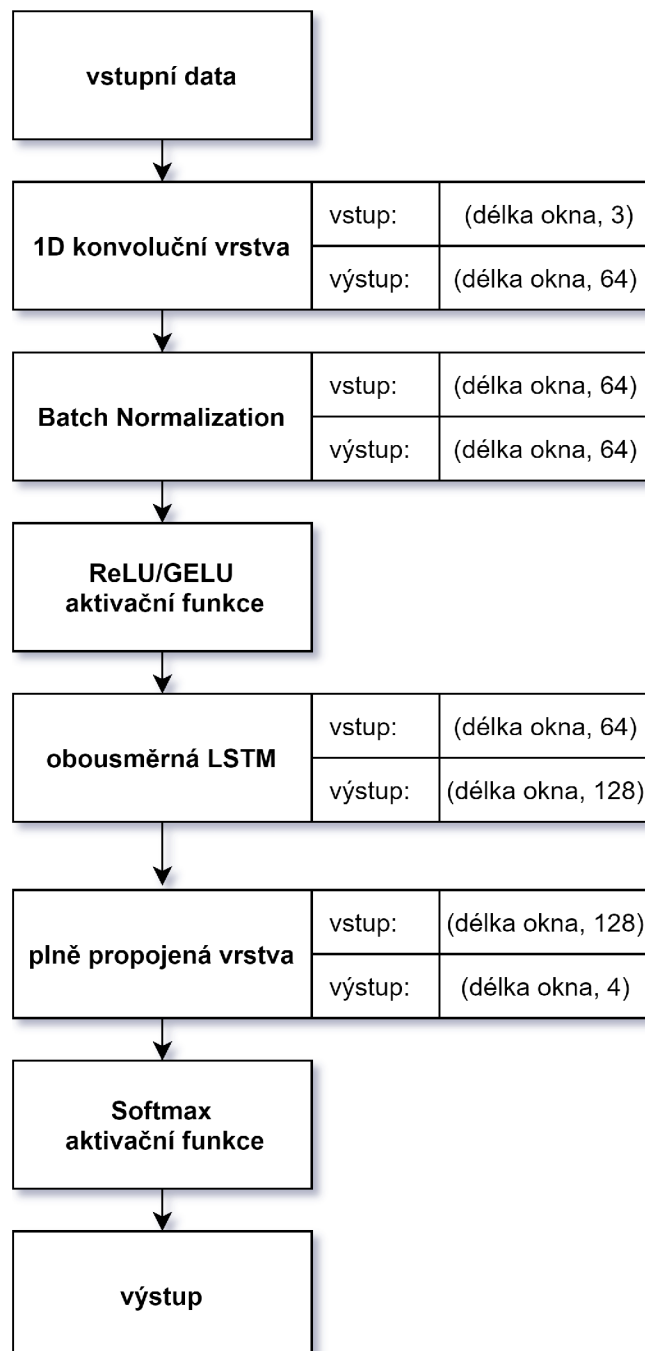 vstupní data
1D konvoluční vrstva
vstup: (délka okna, 3)
výstup: (délka okna, 64)
Batch Normalization
vstup: (délka okna, 64)
výstup: (délka okna, 64)
ReLU/GELU
aktivační funkce
obousměrná LSTM
vstup: (délka okna, 64)
výstup: (délka okna, 128)
plně propojená vrstva
vstup: (délka okna, 128)
výstup: (délka okna, 4)
Softmax
aktivační funkce
výstup